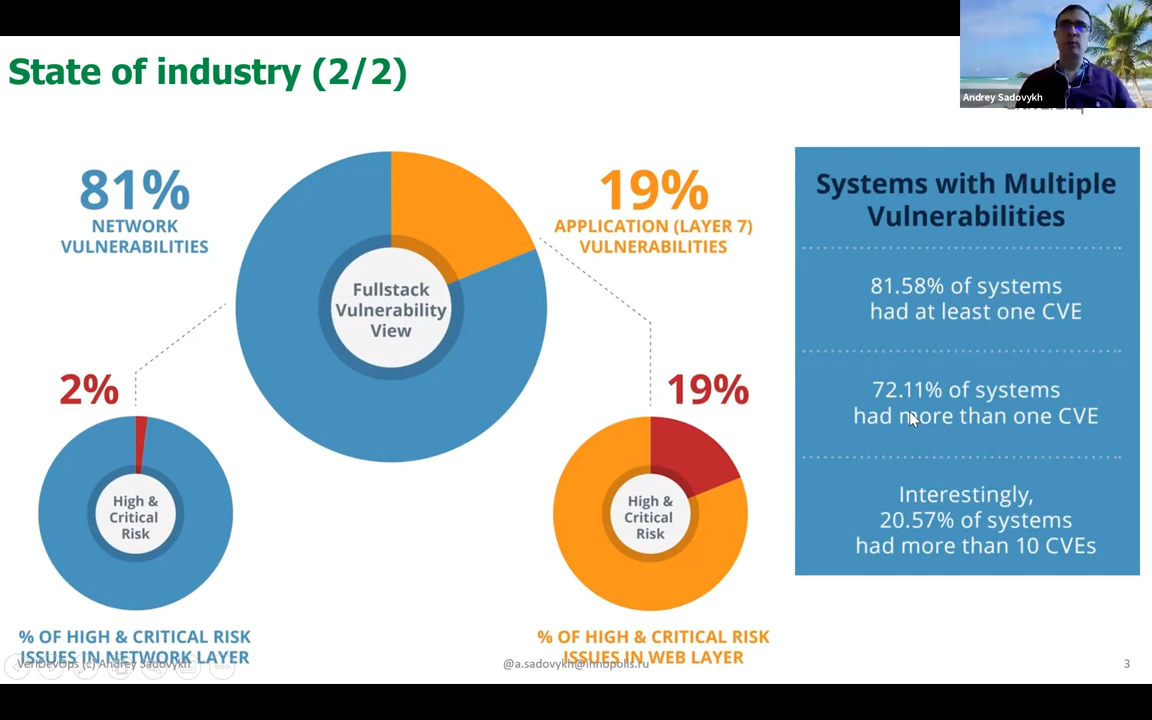 State of industry (2/2)
Andrey Sadovykh
81%
NETWORK
VULNERABILITIES
19%
APPLICATION (LAYER 7)
VULNERABILITIES
Fullstack
Vulnerability
View
2%
High &
Critical
Risk
% OF HIGH & CRITICAL RISK
ISSUES IN NETWORK LAYER
19%
High &
Critical
Risk
% OF HIGH & CRITICAL RISK
ISSUES IN WEB LAYER
Systems with Multiple
Vulnerabilities
81.58% of systems
had at least one CVE
72.11% of systems
had more than one CVE
Interestingly,
20.57% of systems
had more than 10 CVEs
VeriDevOps (c) Andrey Sadovykh
@a.sadovykh@innopolis.ru
3